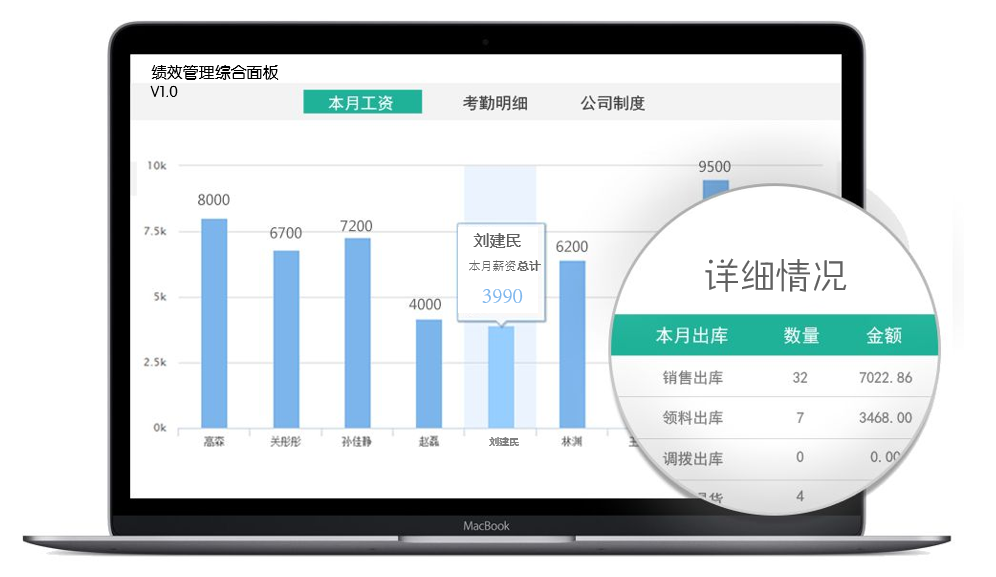 绩效管理综合面板
V1.0
本月工资 考勤明细 公司制度
10k
7.5k
5k
2.5k
0k
8000
6700
7200
4000
6200
9500
刘建民
本月薪资总计
3990
高森 关彤彤 孙佳静 赵磊 刘建民 林渊
详细情况
本月出库 数量 金额
销售出库 32 7022.86
领料出库 7 3468.00
调拨出库 0 0.00
货 4
MacBook